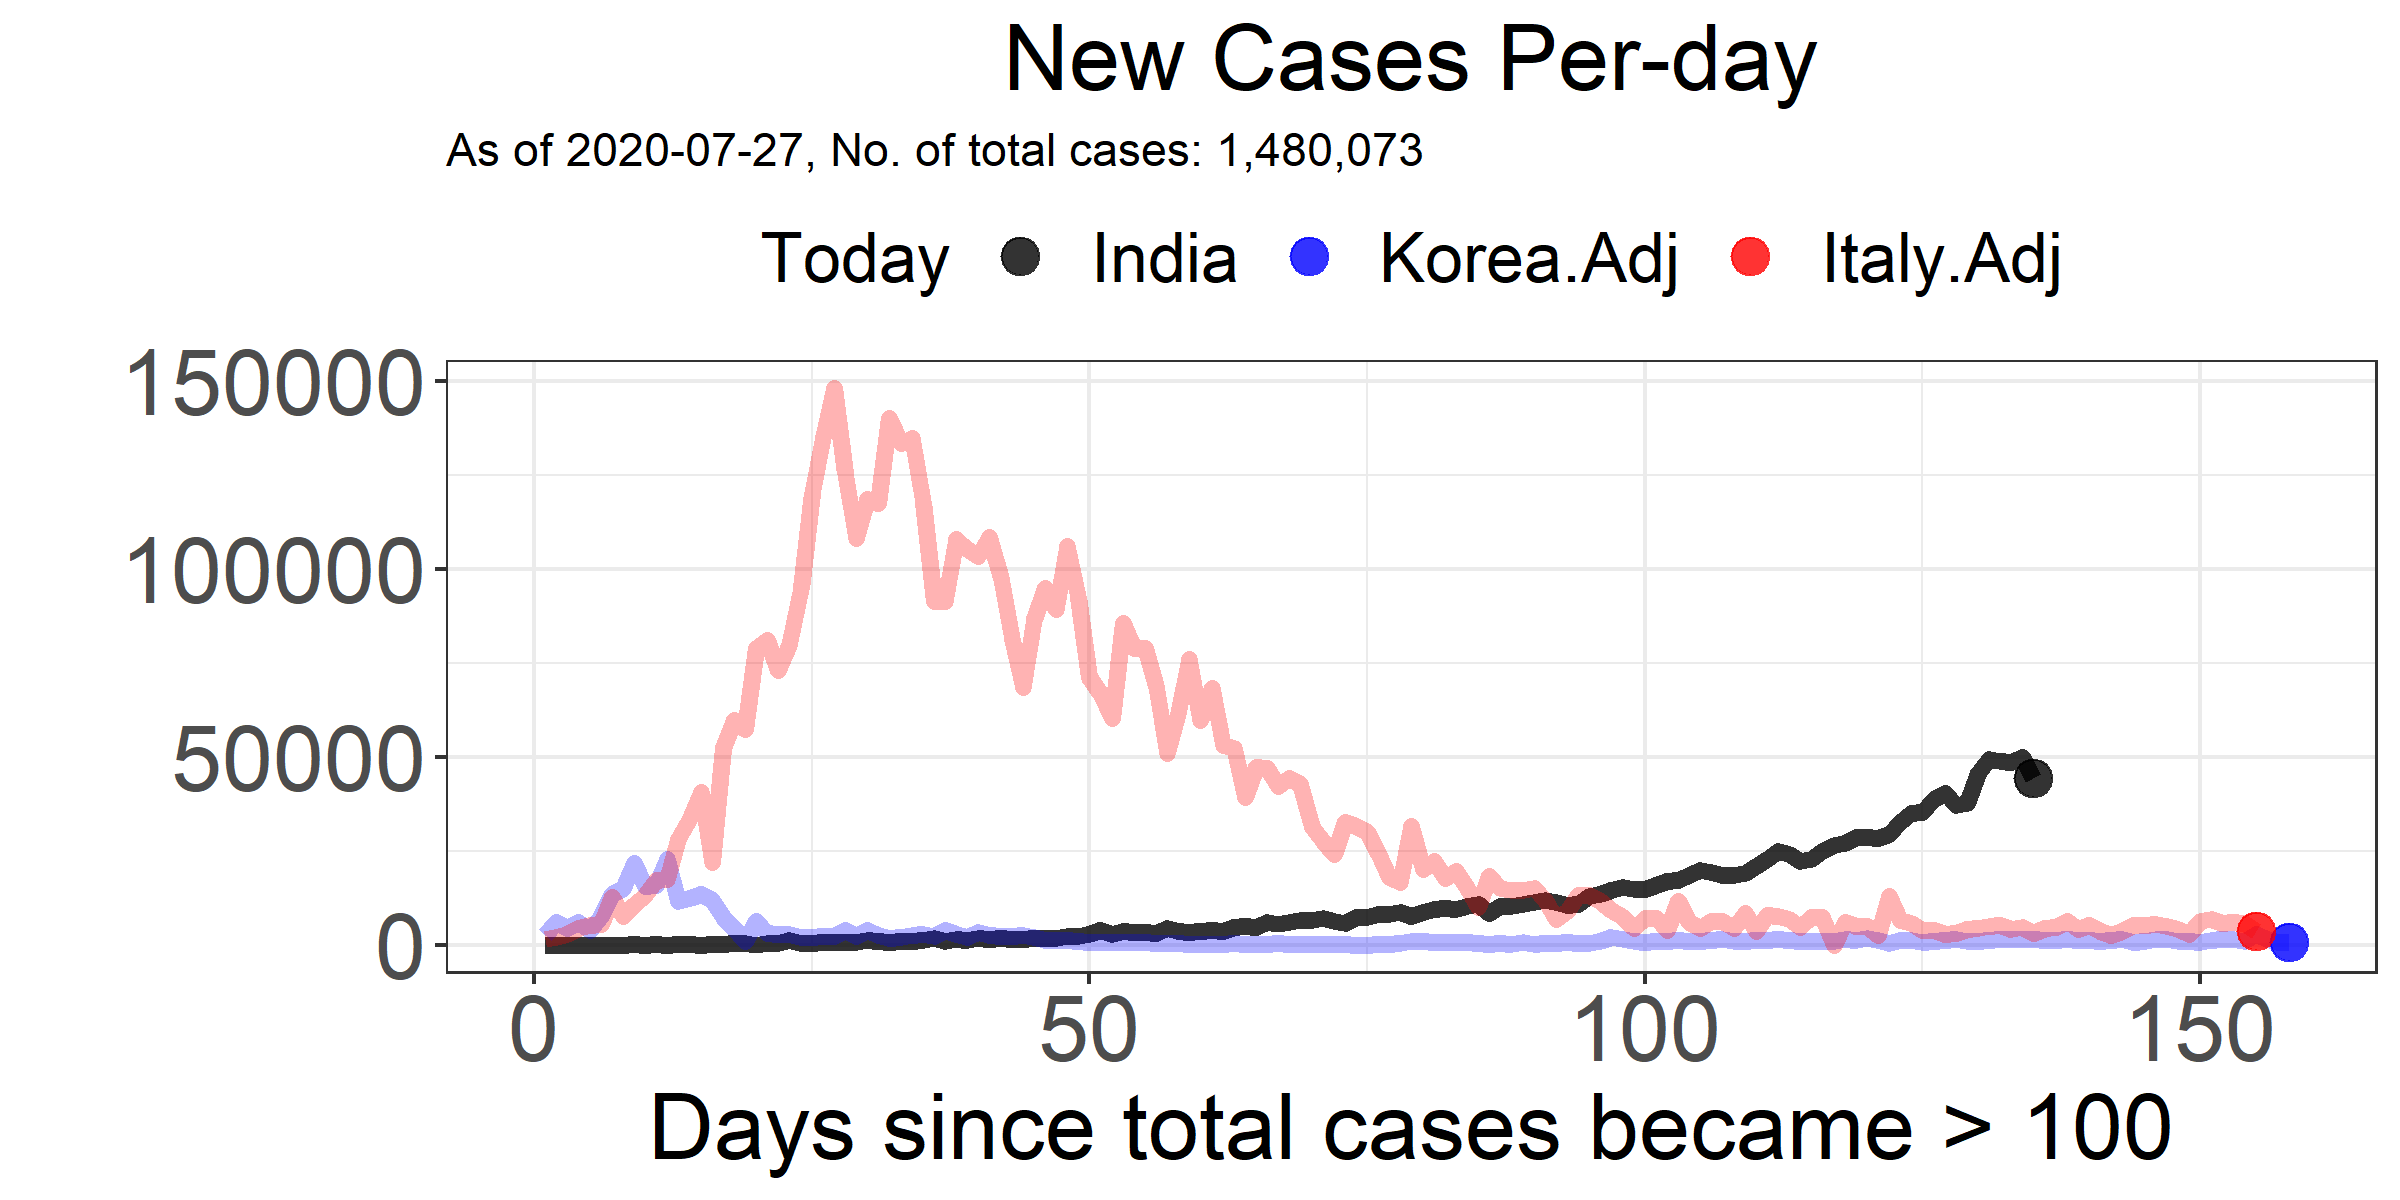 New Cases Per-day
As of 2020-07-27, No. of total cases: 1,480,073
Today India Korea.Adj Italy.Adj
150000
100000
50000
0
0 50 100 150
Days since total cases became > 100